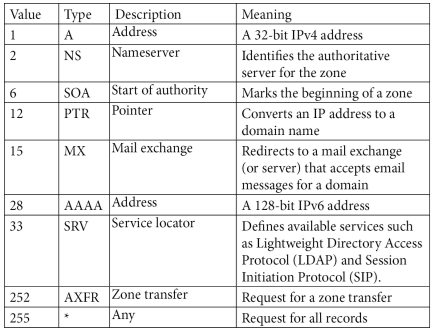 Value Type Description Meaning
1 A Address A 32-bit IPv4 address
2 NS Nameserver Identifies the authoritative
server for the zone
6 SOA Start of authority Marks the beginning of a zone
12 PTR Pointer Converts an IP address to a
domain name
15 MX Mail exchange Redirects to a mail exchange
(or server) that accepts email
messages for a domain
28 AAAA Address A 128-bit IPv6 address
33 SRV Service locator Defines available services such
as Lightweight Directory Access
Protocol (LDAP) and Session
Initiation Protocol (SIP).
252 AXFR Zone transfer Request for a zone transfer
255 * Any Request for all records